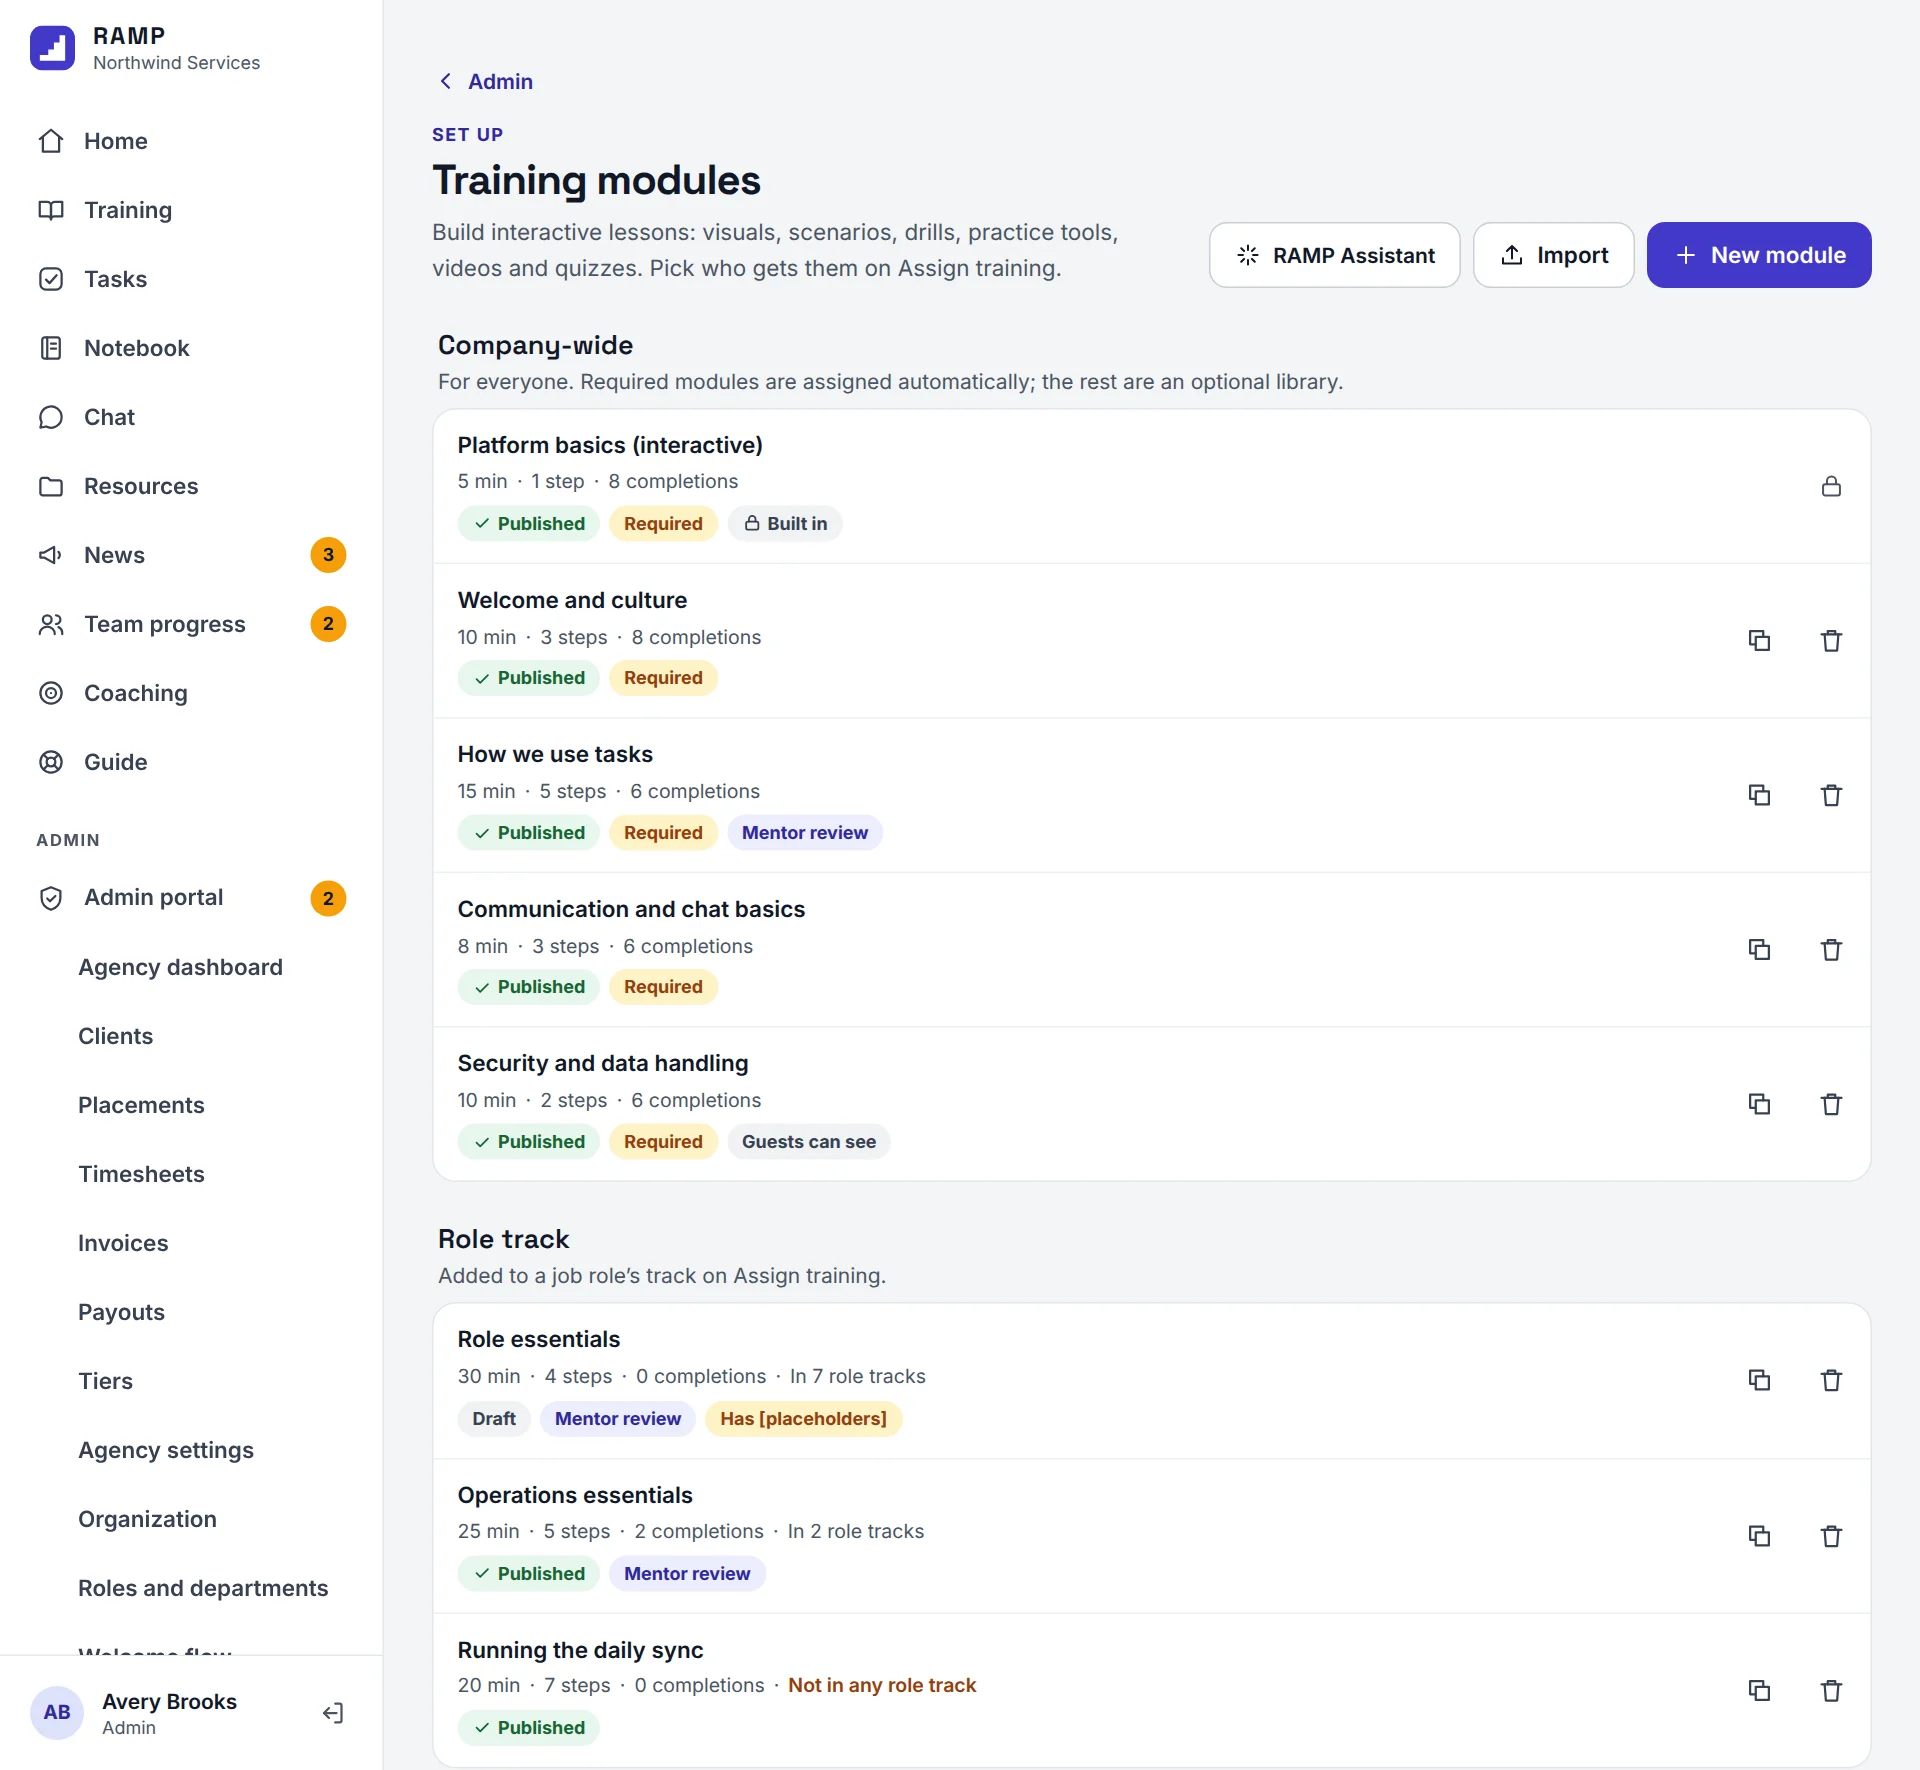 RAMP
Northwind Services
Home
Training
Tasks
Notebook
Chat
Resources
News
3
Team progress
2
Coaching
Guide
ADMIN
Admin portal
2
Agency dashboard
Clients
Placements
Timesheets
Invoices
Payouts
Tiers
Agency settings
Organization
Roles and departments
Welcome flow
AB
Avery Brooks
Admin
Admin
SET UP
Training modules
Build interactive lessons: visuals, scenarios, drills, practice tools,
videos and quizzes. Pick who gets them on Assign training.
RAMP Assistant
Import
New module
Company-wide
For everyone. Required modules are assigned automatically; the rest are an optional library.
Platform basics (interactive)
5 min · 1 step · 8 completions
Published Required Built in
Welcome and culture
10 min · 3 steps · 8 completions
Published Required
How we use tasks
15 min · 5 steps · 6 completions
Published Required Mentor review
Communication and chat basics
8 min · 3 steps · 6 completions
Published Required
Security and data handling
10 min · 2 steps · 6 completions
Published Required Guests can see
Role track
Added to a job role’s track on Assign training.
Role essentials
30 min · 4 steps · 0 completions · In 7 role tracks
Draft Mentor review Has [placeholders]
Operations essentials
25 min · 5 steps · 2 completions · In 2 role tracks
Published Mentor review
Running the daily sync
20 min · 7 steps · 0 completions · Not in any role track
Published